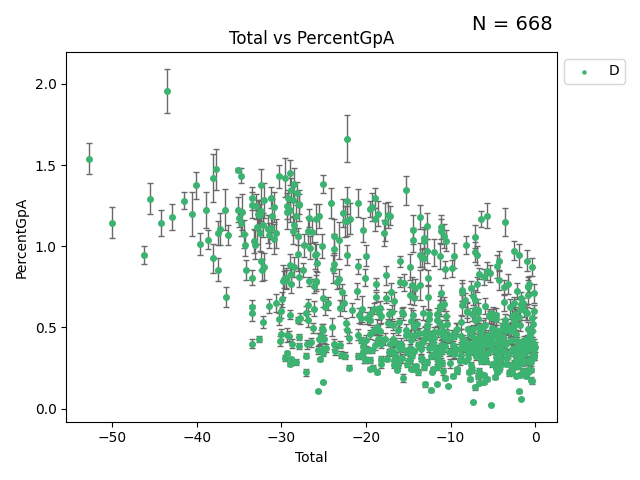 N = 668
Total vs PercentGpA
D
PercentGpA
2.0
1.5
1.0
0.5
0.0
−50 −40 −30 −20 −10 0
Total